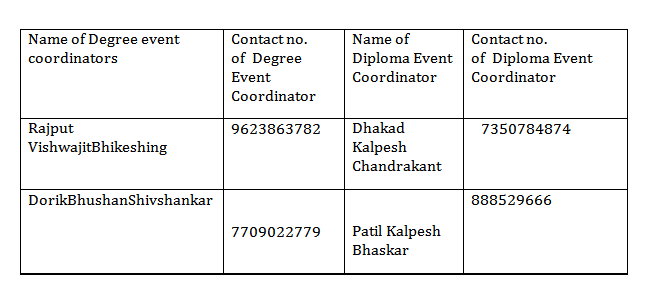 Name of Degree event
coordinators
Contact no.
of Degree
Event
Coordinator
Name of
Diploma Event
Coordinator
Contact no.
of Diploma Event
Coordinator
Rajput
VishwajitBhikeshing
9623863782
Dhakad
Kalpesh
Chandrakant
7350784874
DorikBhushanShivshankar
7709022779
Patil Kalpesh
Bhaskar
888529666